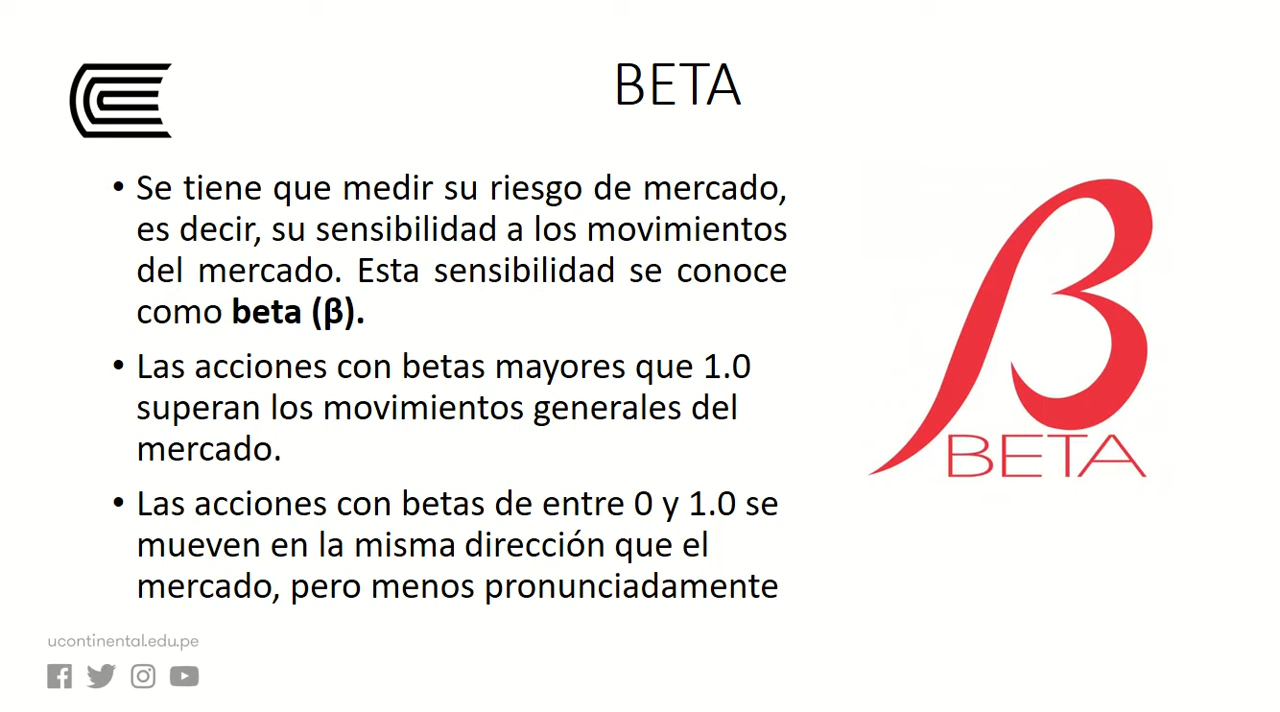 BETA
• Se tiene que medir su riesgo de mercado,
es decir, su sensibilidad a los movimientos
del mercado. Esta sensibilidad se conoce
como beta (β).
• Las acciones con betas mayores que 1.0
superan los movimientos generales del
mercado.
• Las acciones con betas de entre 0 y 1.0 se
mueven en la misma dirección que el
mercado, pero menos pronunciadamente
β
BETA
ucontinental.edu.pe